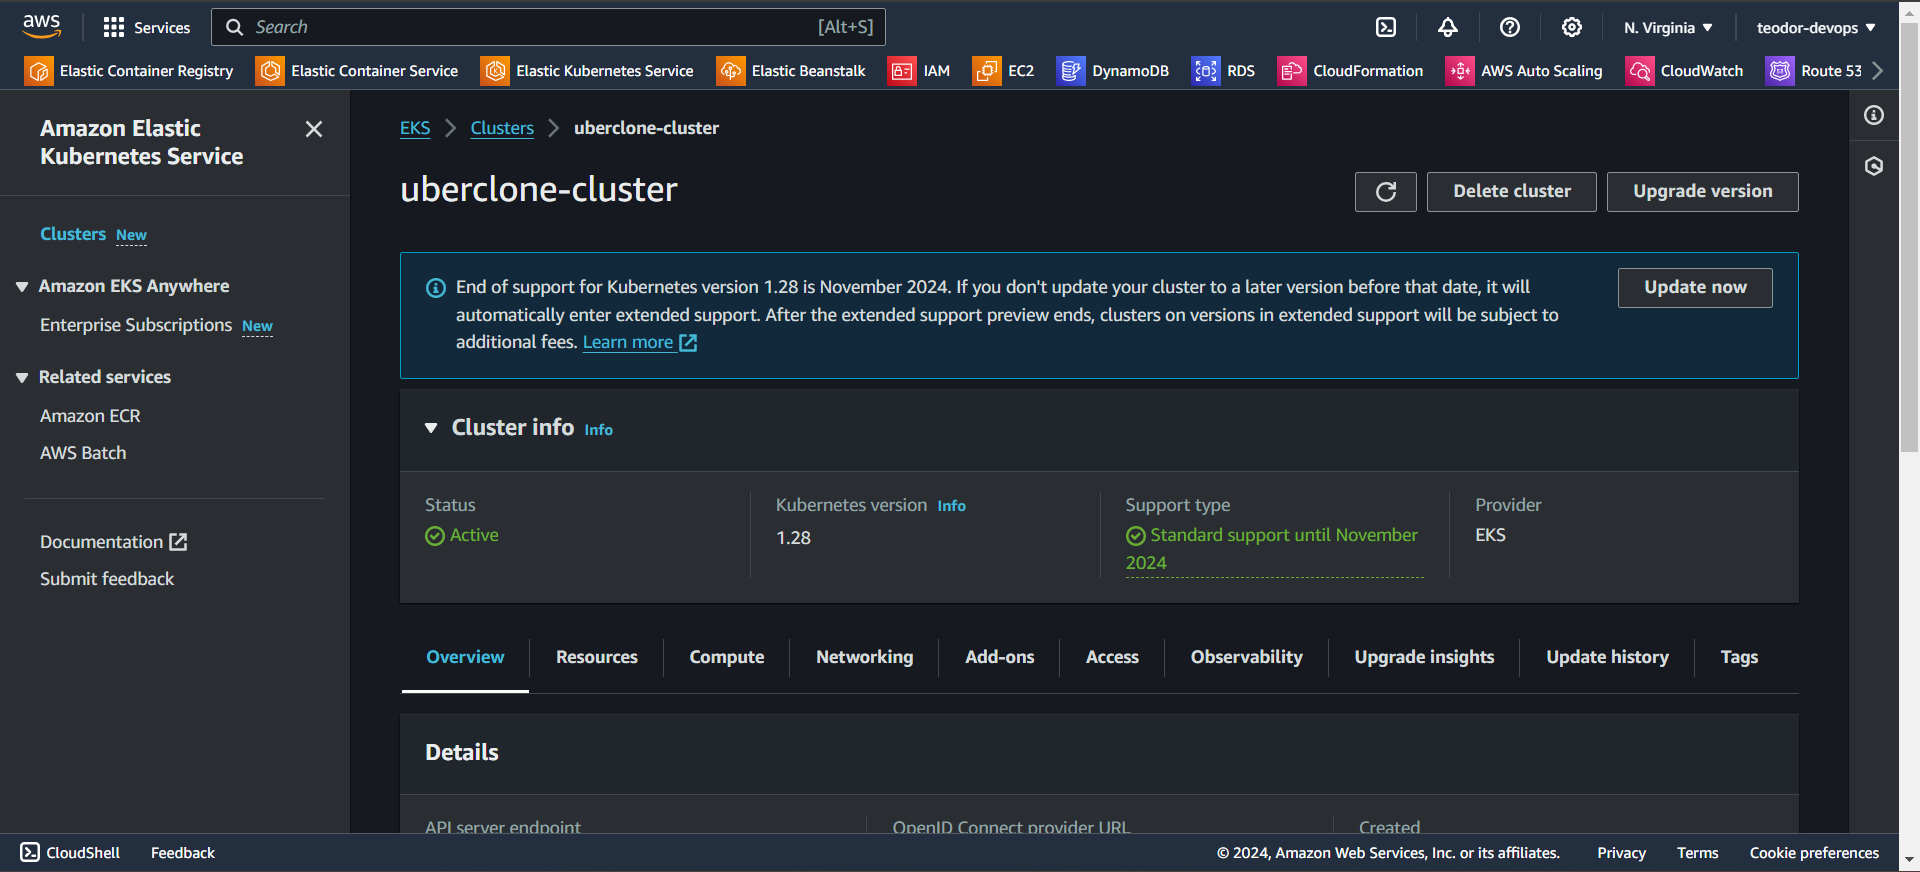 aws
Services
Search [Alt+S]
N. Virginia
teodor-devops
Elastic Container Registry
Elastic Container Service
Elastic Kubernetes Service
Elastic Beanstalk
IAM
EC2
DynamoDB
RDS
CloudFormation
AWS Auto Scaling
CloudWatch
Route 53
Amazon Elastic
Kubernetes Service
Clusters New
Amazon EKS Anywhere
Enterprise Subscriptions New
Related services
Amazon ECR
AWS Batch
Documentation
Submit feedback
EKS
Clusters
uberclone-cluster
uberclone-cluster
Delete cluster
Upgrade version
End of support for Kubernetes version 1.28 is November 2024. If you don't update your cluster to a later version before that date, it will
automatically enter extended support. After the extended support preview ends, clusters on versions in extended support will be subject to
additional fees. Learn more
Update now
Cluster info Info
Status
Active
Kubernetes version Info
1.28
Support type
Standard support until November
2024
Provider
EKS
Overview
Resources
Compute
Networking
Add-ons
Access
Observability
Upgrade insights
Update history
Tags
Details
API server endpoint
OpenID Connect provider URL
Created
CloudShell
Feedback
© 2024, Amazon Web Services, Inc. or its affiliates.
Privacy
Terms
Cookie preferences